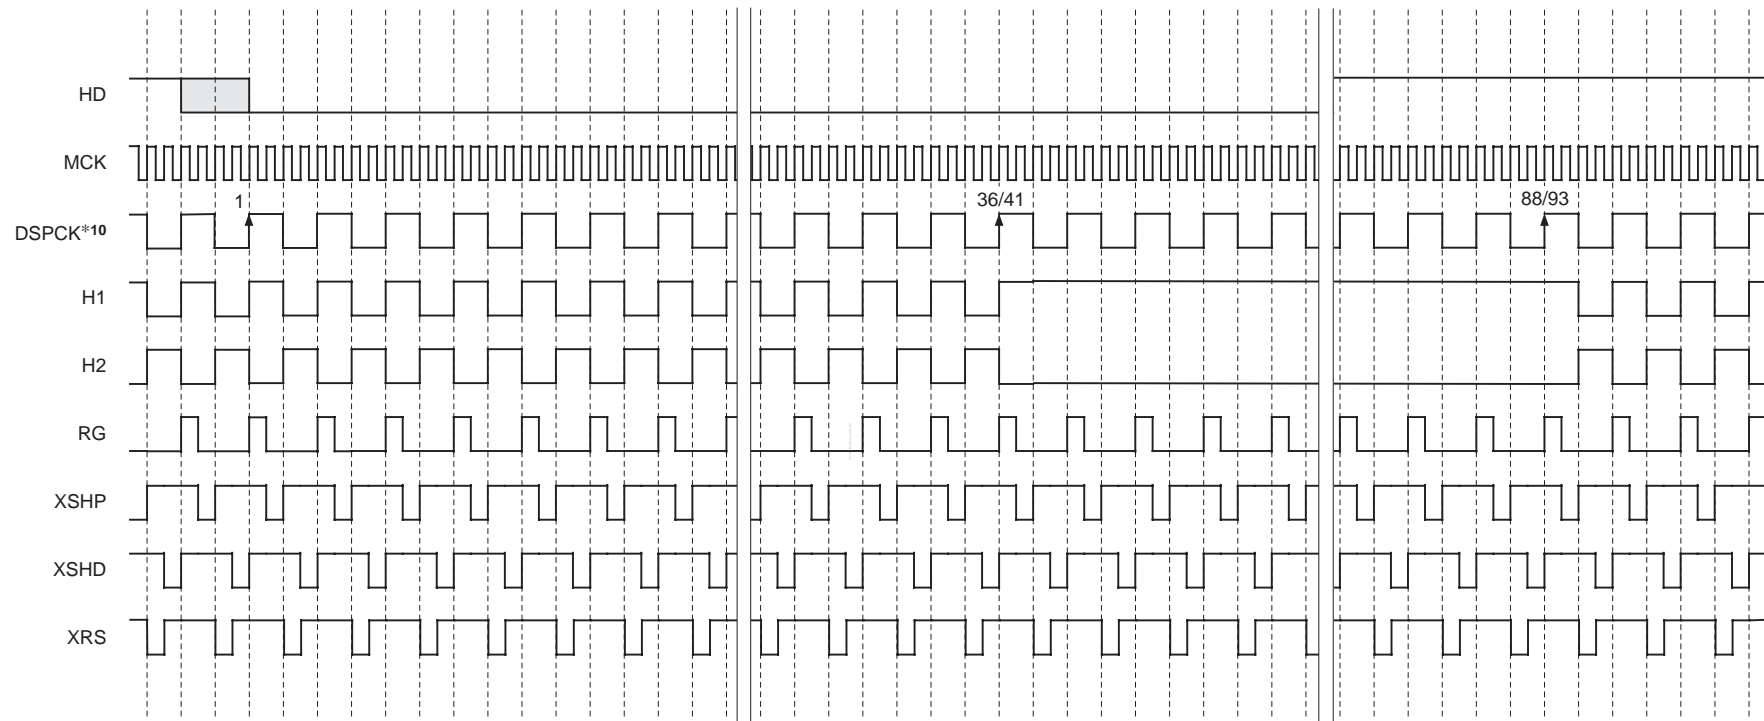 HD
MCK
1
36/41
88/93
DSPCK*10
H1
H2
RG
XSHP
XSHD
XRS